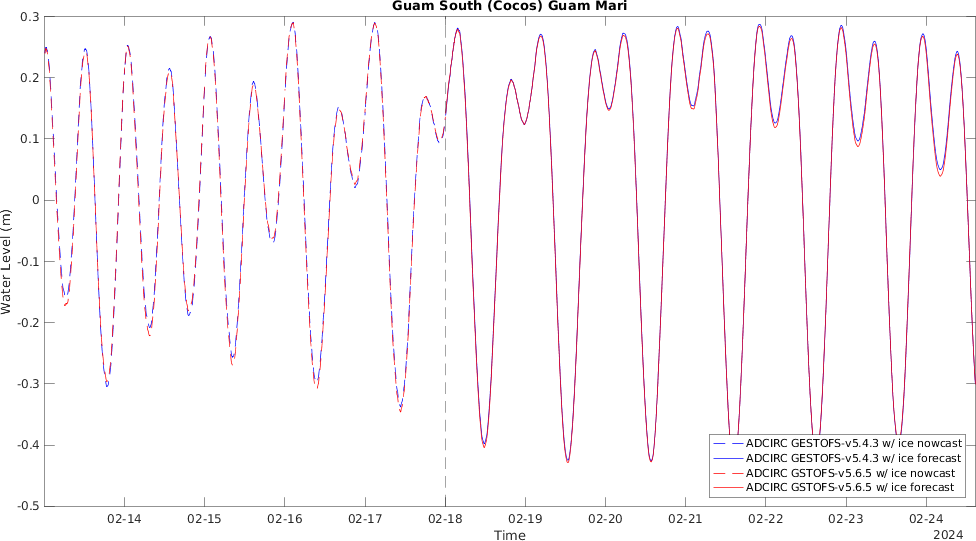 Guam South (Cocos) Guam Mari
0.3
0.2
0.1
0
-0.1
-0.2
-0.3
-0.4
-0.5
Water Level (m)
ADCIRC GESTOFS-v5.4.3 w/ ice nowcast
ADCIRC GESTOFS-v5.4.3 w/ ice forecast
ADCIRC GSTOFS-v5.6.5 w/ ice nowcast
ADCIRC GSTOFS-v5.6.5 w/ ice forecast
02-14 02-15 02-16 02-17 02-18 02-19 02-20 02-21 02-22 02-23 02-24
Time
2024